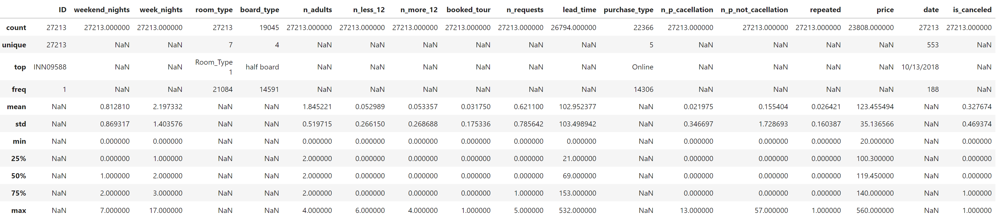 ID weekend_nights week_nights room_type board_type n_adults n_less_12 n_more_12 booked_tour n_requests lead_time purchase_type n_p_cacellation n_p_not_cacellation repeated price date is_canceled
count 27213 27213.000000 27213.000000 27213 19045 27213.000000 27213.000000 27213.000000 27213.000000 27213.000000 26794.000000 22366 27213.000000 27213.000000 27213.000000 23808.000000 27213 27213.000000
unique 27213 NaN NaN 7 4 NaN NaN NaN NaN NaN NaN 5 NaN NaN NaN NaN 553 NaN
top INN09588 NaN NaN Room_Type 1 half board NaN NaN NaN NaN NaN NaN Online NaN NaN NaN NaN 10/13/2018 NaN
freq 1 NaN NaN 21084 14591 NaN NaN NaN NaN NaN NaN 14306 NaN NaN NaN NaN 188 NaN
mean NaN 0.812810 2.197332 NaN NaN 1.845221 0.052989 0.053357 0.031750 0.621100 102.952377 NaN 0.021975 0.155404 0.026421 123.455494 NaN 0.327674
std NaN 0.869317 1.403576 NaN NaN 0.519715 0.266150 0.268688 0.175336 0.785642 103.498942 NaN 0.346697 1.728693 0.160387 35.136566 NaN 0.469374
min NaN 0.000000 0.000000 NaN NaN 0.000000 0.000000 0.000000 0.000000 0.000000 0.000000 NaN 0.000000 0.000000 0.000000 20.000000 NaN 0.000000
25% NaN 0.000000 1.000000 NaN NaN 2.000000 0.000000 0.000000 0.000000 0.000000 21.000000 NaN 0.000000 0.000000 0.000000 100.300000 NaN 0.000000
50% NaN 1.000000 2.000000 NaN NaN 2.000000 0.000000 0.000000 0.000000 0.000000 69.000000 NaN 0.000000 0.000000 0.000000 119.450000 NaN 0.000000
75% NaN 2.000000 3.000000 NaN NaN 2.000000 0.000000 0.000000 0.000000 1.000000 153.000000 NaN 0.000000 0.000000 0.000000 140.000000 NaN 1.000000
max NaN 7.000000 17.000000 NaN NaN 4.000000 6.000000 4.000000 1.000000 5.000000 532.000000 NaN 13.000000 57.000000 1.000000 560.000000 NaN 1.000000